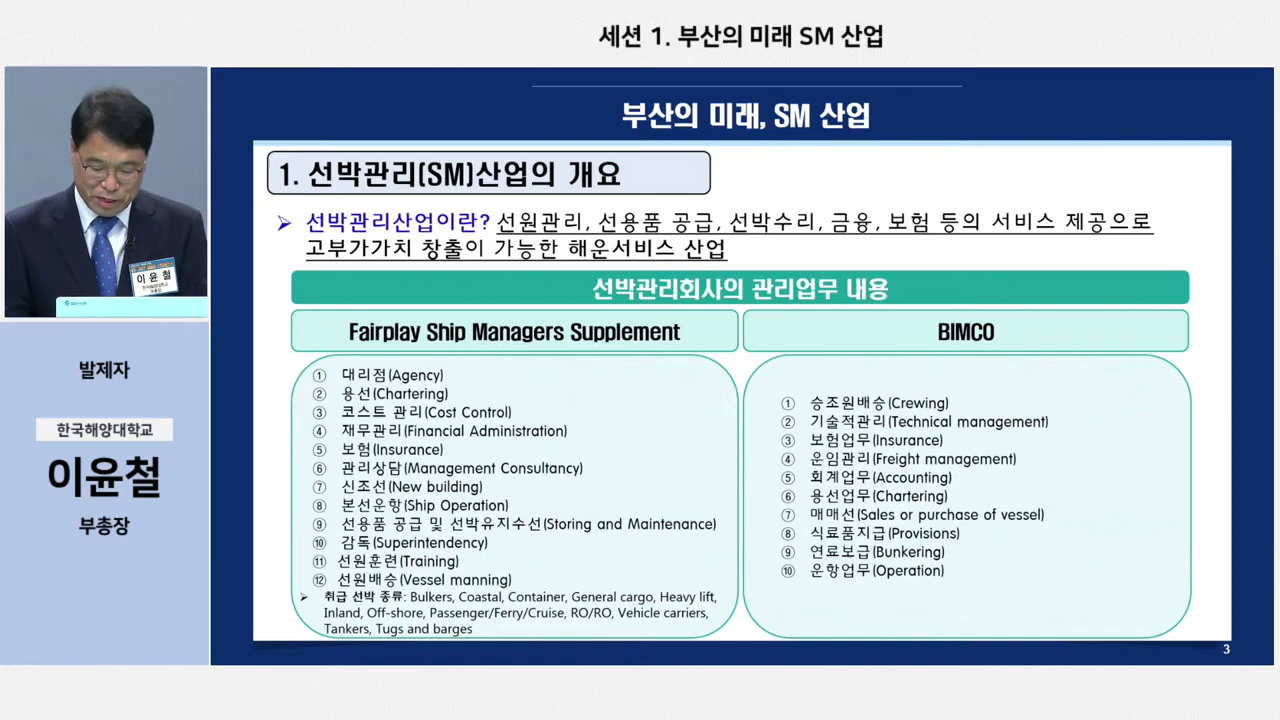 세션 1. 부산의 미래 SM 산업
부산의 미래, SM 산업
1. 선박관리(SM)산업의 개요
➢ 선박관리산업이란? 선원관리, 선용품 공급, 선박수리, 금융, 보험 등의 서비스 제공으로
고부가가치 창출이 가능한 해운서비스 산업
선박관리회사의 관리업무 내용
Fairplay Ship Managers Supplement
① 대리점(Agency)
② 용선(Chartering)
③ 코스트 관리(Cost Control)
④ 재무관리(Financial Administration)
⑤ 보험(Insurance)
⑥ 관리상담(Management Consultancy)
⑦ 신조선(New building)
⑧ 본선운항(Ship Operation)
⑨ 선용품 공급 및 선박유지수선(Storing and Maintenance)
⑩ 감독(Superintendency)
⑪ 선원훈련(Training)
⑫ 선원배승(Vessel manning)
➢ 취급 선박 종류: Bulkers, Coastal, Container, General cargo, Heavy lift,
Inland, Off-shore, Passenger/Ferry/Cruise, RO/RO, Vehicle carriers,
Tankers, Tugs and barges
BIMCO
① 승조원배승(Crewing)
② 기술적관리(Technical management)
③ 보험업무(Insurance)
④ 운임관리(Freight management)
⑤ 회계업무(Accounting)
⑥ 용선업무(Chartering)
⑦ 매매선(Sales or purchase of vessel)
⑧ 식료품지급(Provisions)
⑨ 연료보급(Bunkering)
⑩ 운항업무(Operation)
3
이윤철
한국해양대학교
부총장
발제자
한국해양대학교
이윤철
부총장